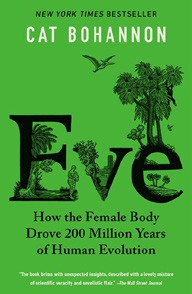 NEW YORK TIMES BESTSELLER
CAT BOHANNON
Eve
How the Female Body
Drove 200 Million Years
of Human Evolution
"The book brims with unexpected insights, described with a lovely mixture
of scientific veracity and novelistic flair." —The Wall Street Journal